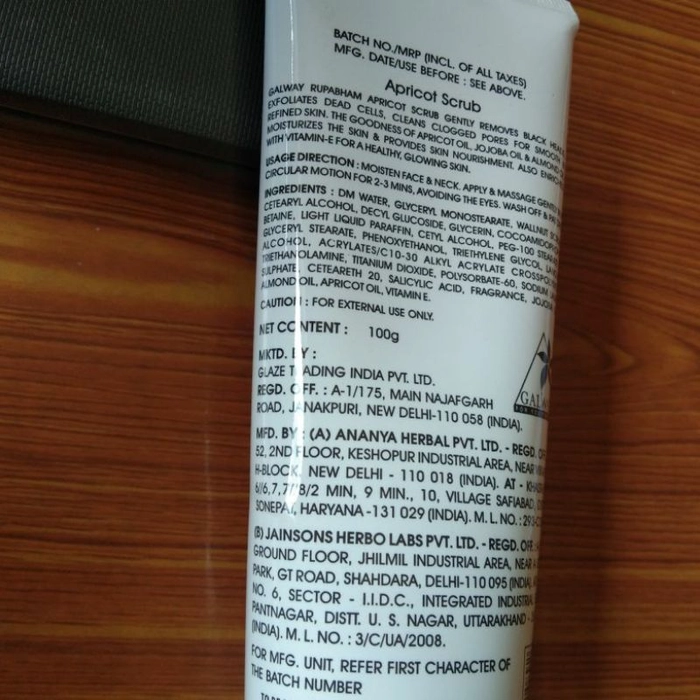 BATCH NO./MRP (INCL. OF ALL TAXES)
MFG. DATE/USE BEFORE : SEE ABOVE.
Apricot Scrub
GALWAY RUPABHAM APRICOT SCRUB GENTLY REMOVES BLACK
EXFOLIATES DEAD CELLS, CLEANS CLOGGED PORES FOR SMOOTH
REFINED SKIN. THE GOODNESS OF APRICOT OIL, JOJOBA OIL & ALMOND
MOISTURIZES THE SKIN & PROVIDES SKIN NOURISHMENT. ALSO
WITH VITAMIN-E FOR A HEALTHY, GLOWING SKIN.
USAGE DIRECTION : MOISTEN FACE & NECK. APPLY & MASSAGE
CIRCULAR MOTION FOR 2-3 MINS, AVOIDING THE EYES. WASH OFF &
INGREDIENTS : DM WATER, GLYCERYL MONOSTEARATE, WALLNUT
CETEARYL ALCOHOL, DECYL GLUCOSIDE, GLYCERIN,
BETAINE, LIGHT LIQUID PARAFFIN, CETYL ALCOHOL, PEG-100
GLYCERYL STEARATE, PHENOXYETHANOL, TRIETHYLENE GLYCOL,
ALCOHOL, ACRYLATES/C10-30 ALKYL ACRYLATE
TRIETHANOLAMINE, TITANIUM DIOXIDE, POLYSORBATE-60, SODIUM
SULPHATE, CETEARETH 20, SALICYLIC ACID, FRAGRANCE,
ALMOND OIL, APRICOT OIL, VITAMIN E.
CAUTION : FOR EXTERNAL USE ONLY.
NET CONTENT : 100g
MKTD. BY :
GLAZE TRADING INDIA PVT. LTD.
REGD. OFF. : A-1/175, MAIN NAJAFGARH
ROAD, JANAKPURI, NEW DELHI-110 058 (INDIA).
MFD. BY : (A) ANANYA HERBAL PVT. LTD. - REGD.
52, 2ND FLOOR, KESHOPUR INDUSTRIAL AREA, NEAR
H-BLOCK, NEW DELHI - 110 018 (INDIA). AT -
6//6,7,7//8/2 MIN, 9 MIN., 10, VILLAGE SAFIABAD,
SONEPAT, HARYANA -131 029 (INDIA). M. L. NO. :
(B) JAINSONS HERBO LABS PVT. LTD. - REGD. OFF. :
GROUND FLOOR, JHILMIL INDUSTRIAL AREA, NEAR
PARK, GT ROAD, SHAHDARA, DELHI-110 095 (INDIA)
NO. 6, SECTOR - I.I.D.C., INTEGRATED INDUSTRIAL
PANTNAGAR, DISTT. U. S. NAGAR, UTTARAKHAND -
(INDIA). M. L. NO. : 3/C/UA/2008.
FOR MFG. UNIT, REFER FIRST CHARACTER OF
THE BATCH NUMBER